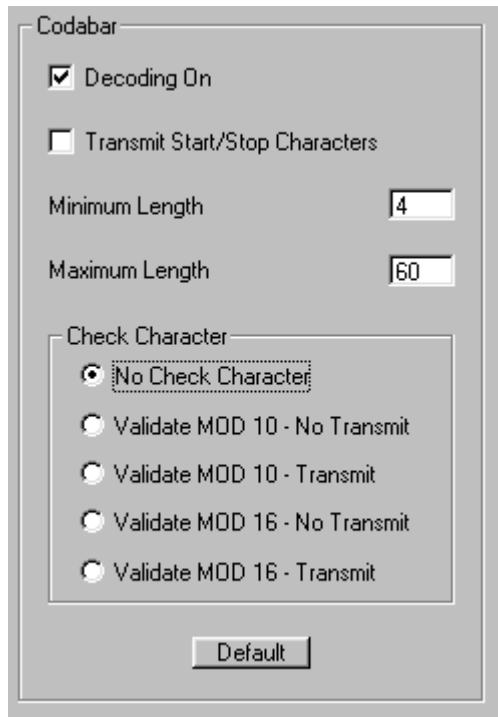 Codabar
Decoding On
Transmit Start/Stop Characters
Minimum Length 4
Maximum Length 60
Check Character
No Check Character
Validate MOD 10 - No Transmit
Validate MOD 10 - Transmit
Validate MOD 16 - No Transmit
Validate MOD 16 - Transmit
Default